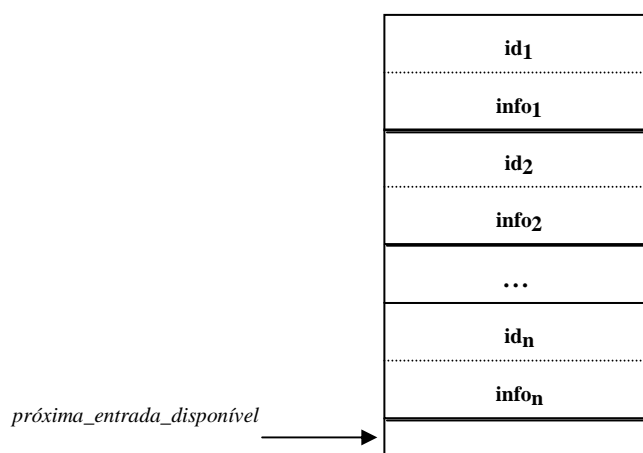 id1
info1
id2
info2
...
idn
infon
próxima_entrada_disponível